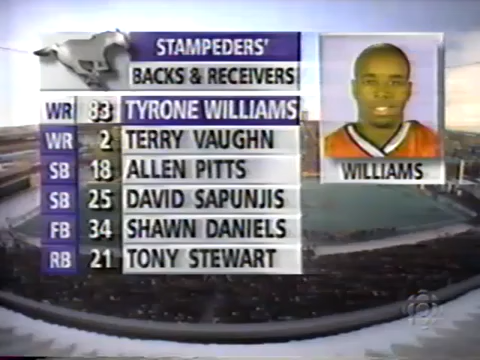 STAMPEDERS'
BACKS & RECEIVERS
WR 83 TYRONE WILLIAMS
WR 2 TERRY VAUGHN
SB 18 ALLEN PITTS
SB 25 DAVID SAPUNJIS
FB 34 SHAWN DANIELS
RB 21 TONY STEWART
WILLIAMS